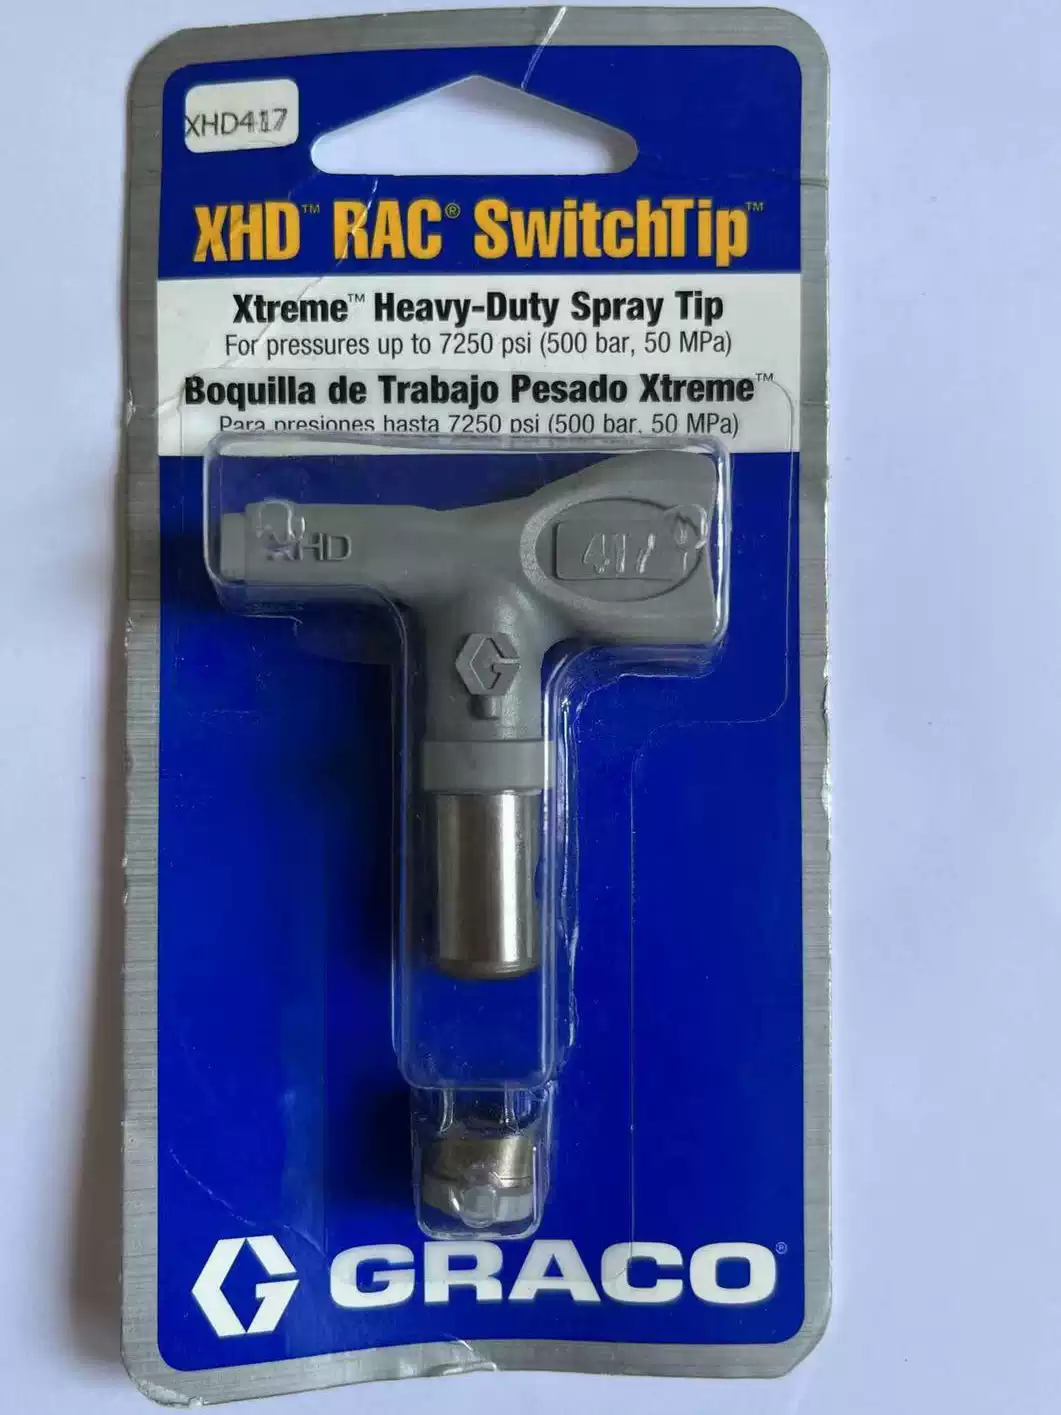 XHD417
XHD™ RAC® SwitchTip™
Xtreme™ Heavy-Duty Spray Tip
For pressures up to 7250 psi (500 bar, 50 MPa)
Boquilla de Trabajo Pesado Xtreme™
Para presiones hasta 7250 psi (500 bar, 50 MPa)
XHD 417
G
G GRACO®